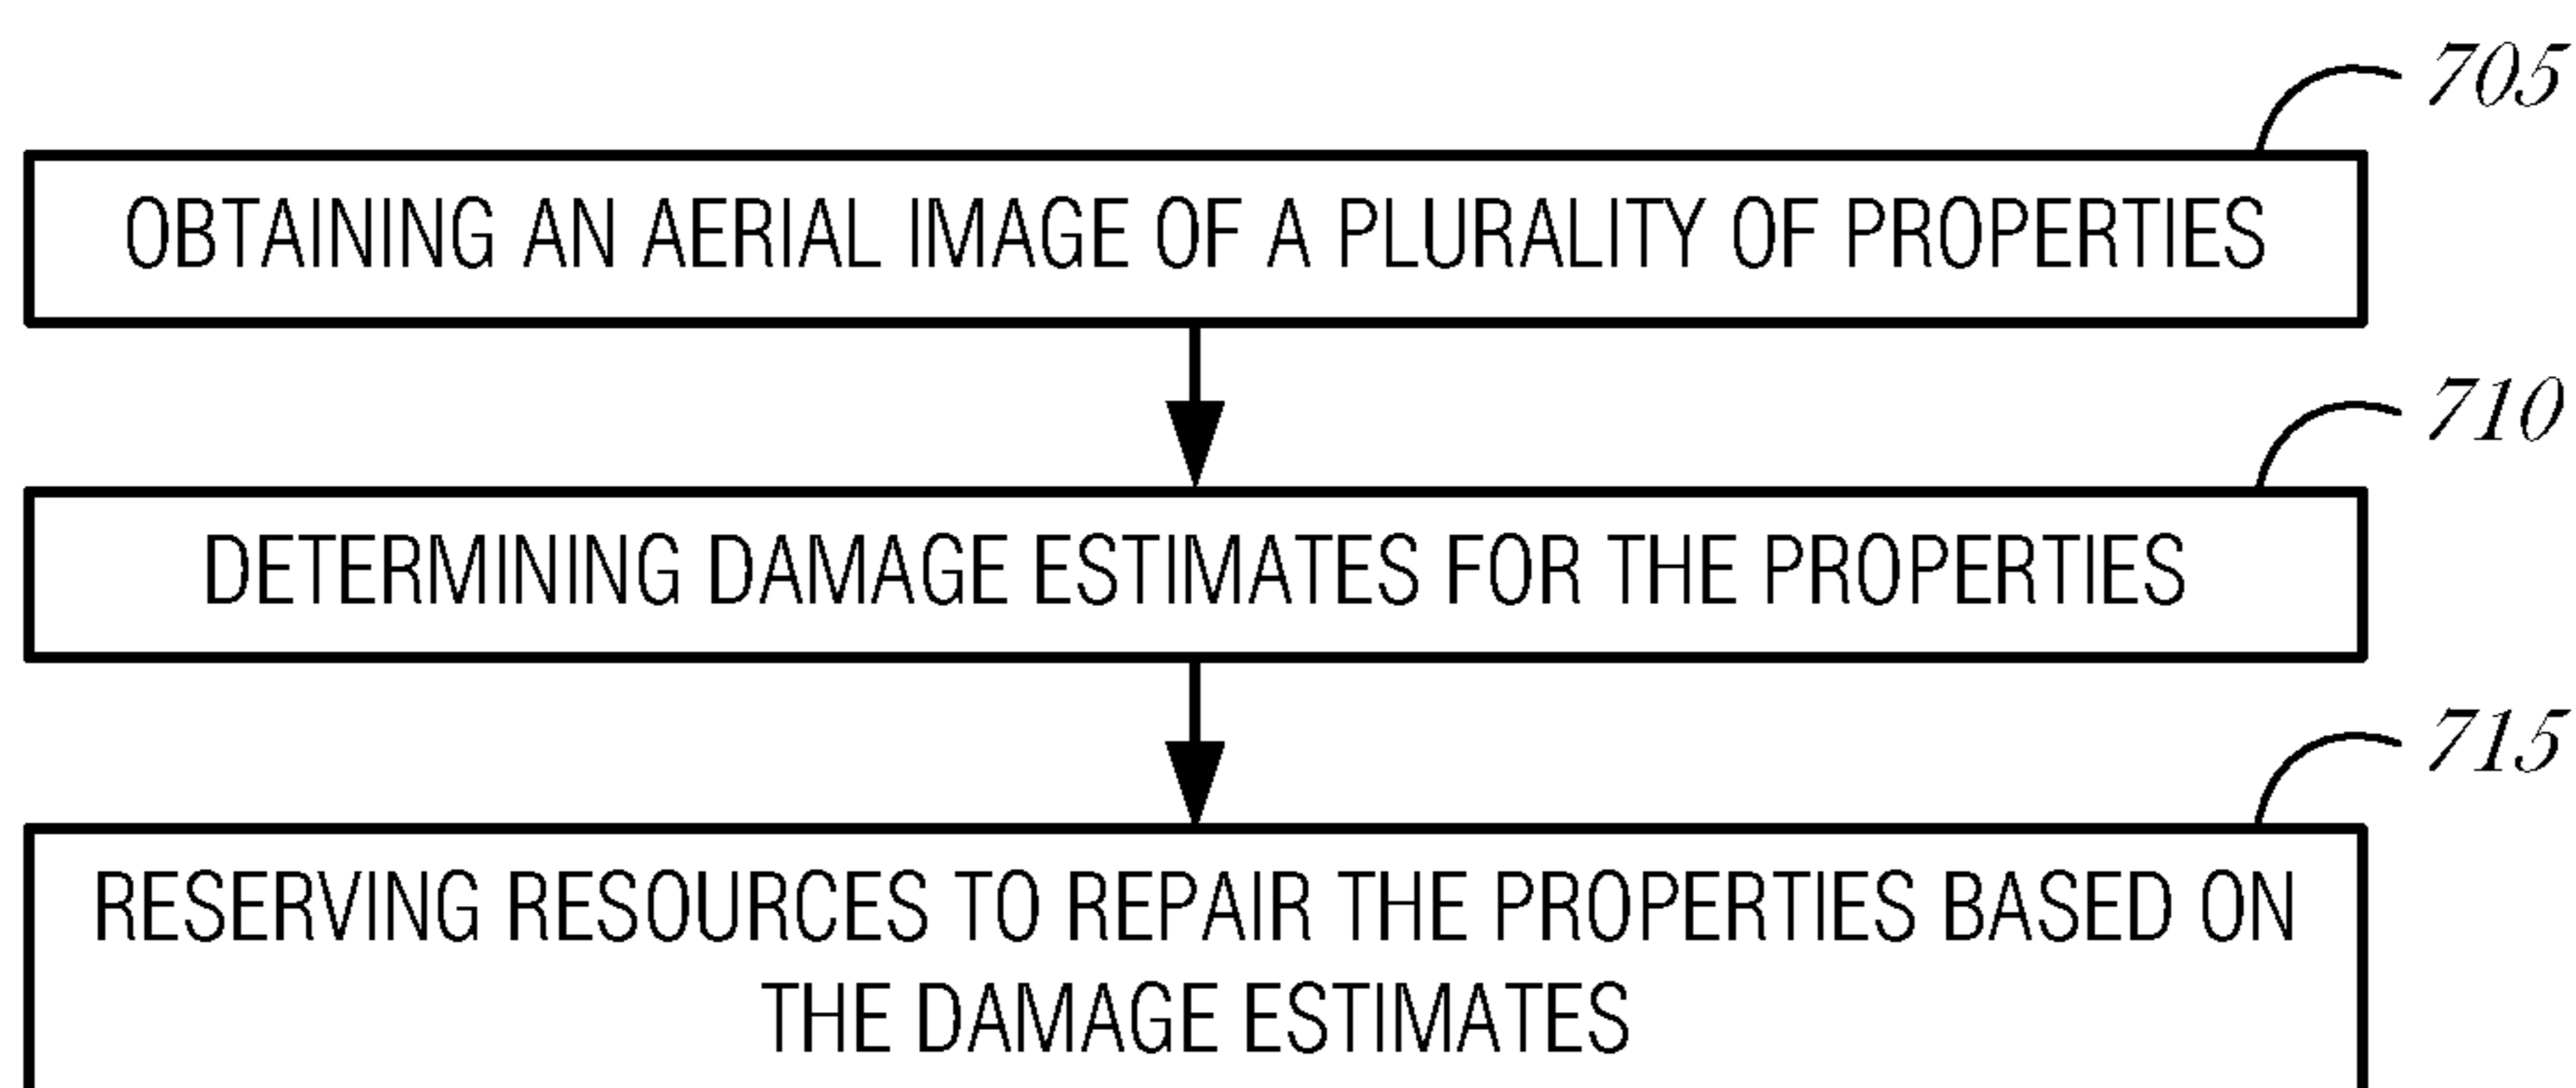 705
OBTAINING AN AERIAL IMAGE OF A PLURALITY OF PROPERTIES
710
DETERMINING DAMAGE ESTIMATES FOR THE PROPERTIES
715
RESERVING RESOURCES TO REPAIR THE PROPERTIES BASED ON
THE DAMAGE ESTIMATES